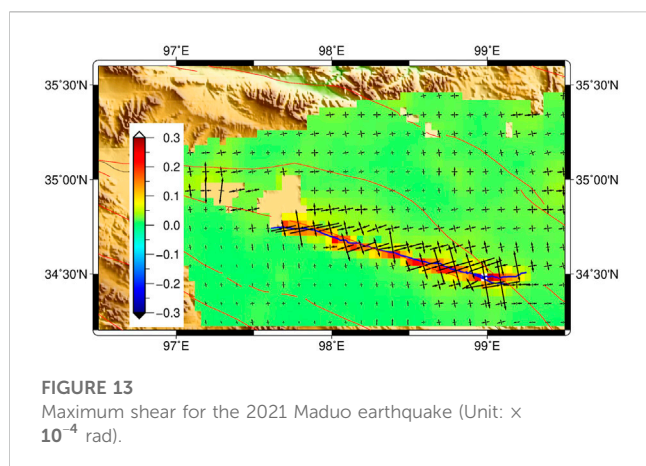 97°E 98°E 99°E
35°30'N 35°30'N
0.3
0.2
35°00'N 0.1 35°00'N
0.0
−0.1
34°30'N −0.2 34°30'N
−0.3
97°E 98°E 99°E
FIGURE 13
Maximum shear for the 2021 Maduo earthquake (Unit: ×
10⁻⁴ rad).